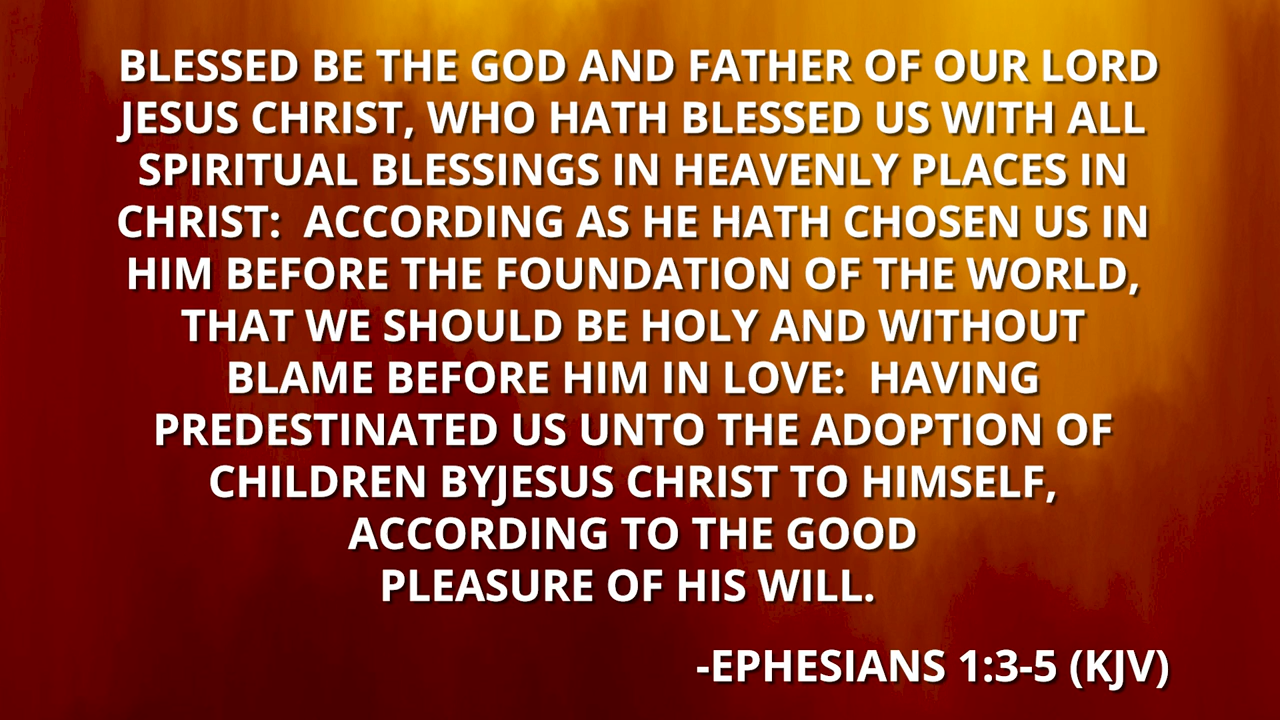 BLESSED BE THE GOD AND FATHER OF OUR LORD
JESUS CHRIST, WHO HATH BLESSED US WITH ALL
SPIRITUAL BLESSINGS IN HEAVENLY PLACES IN
CHRIST:  ACCORDING AS HE HATH CHOSEN US IN
HIM BEFORE THE FOUNDATION OF THE WORLD,
THAT WE SHOULD BE HOLY AND WITHOUT
BLAME BEFORE HIM IN LOVE:  HAVING
PREDESTINATED US UNTO THE ADOPTION OF
CHILDREN BYJESUS CHRIST TO HIMSELF,
ACCORDING TO THE GOOD
PLEASURE OF HIS WILL.
-EPHESIANS 1:3-5 (KJV)